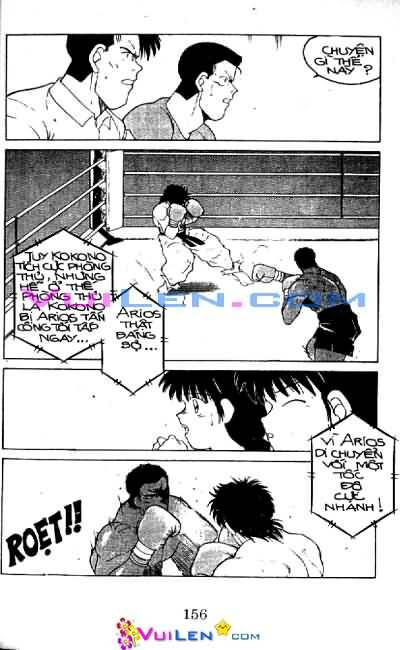 CHUYỆN
GÌ THẾ
NÀY ?
TUY KOKONO
TÍCH CỰC PHÒNG
THỦ, NHƯNG
HỄ
THẾ
PHÒNG THỦ
KOKONO
BỊ ARIOS TẤN
CÔNG TỚI TẤP
NGAY...
ARIOS
THẬT
ĐÁNG
SỢ...
VUILEN.COM
VÌ ARIOS
DI CHUYỂN
VỚI MỘT
TỐC
ĐỘ
CỰC
NHANH !
ROẸT!!
156
VUILEN.COM